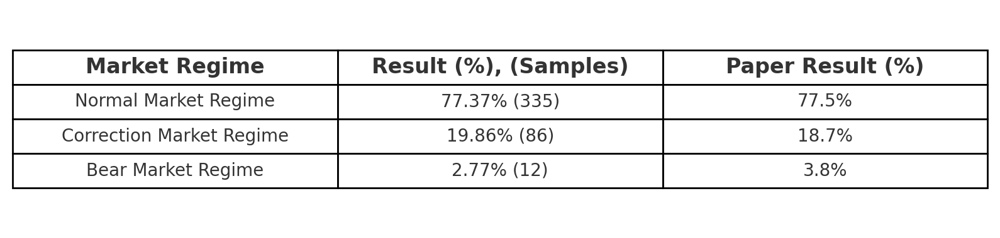 Market Regime Result (%), (Samples) Paper Result (%)
Normal Market Regime 77.37% (335) 77.5%
Correction Market Regime 19.86% (86) 18.7%
Bear Market Regime 2.77% (12) 3.8%